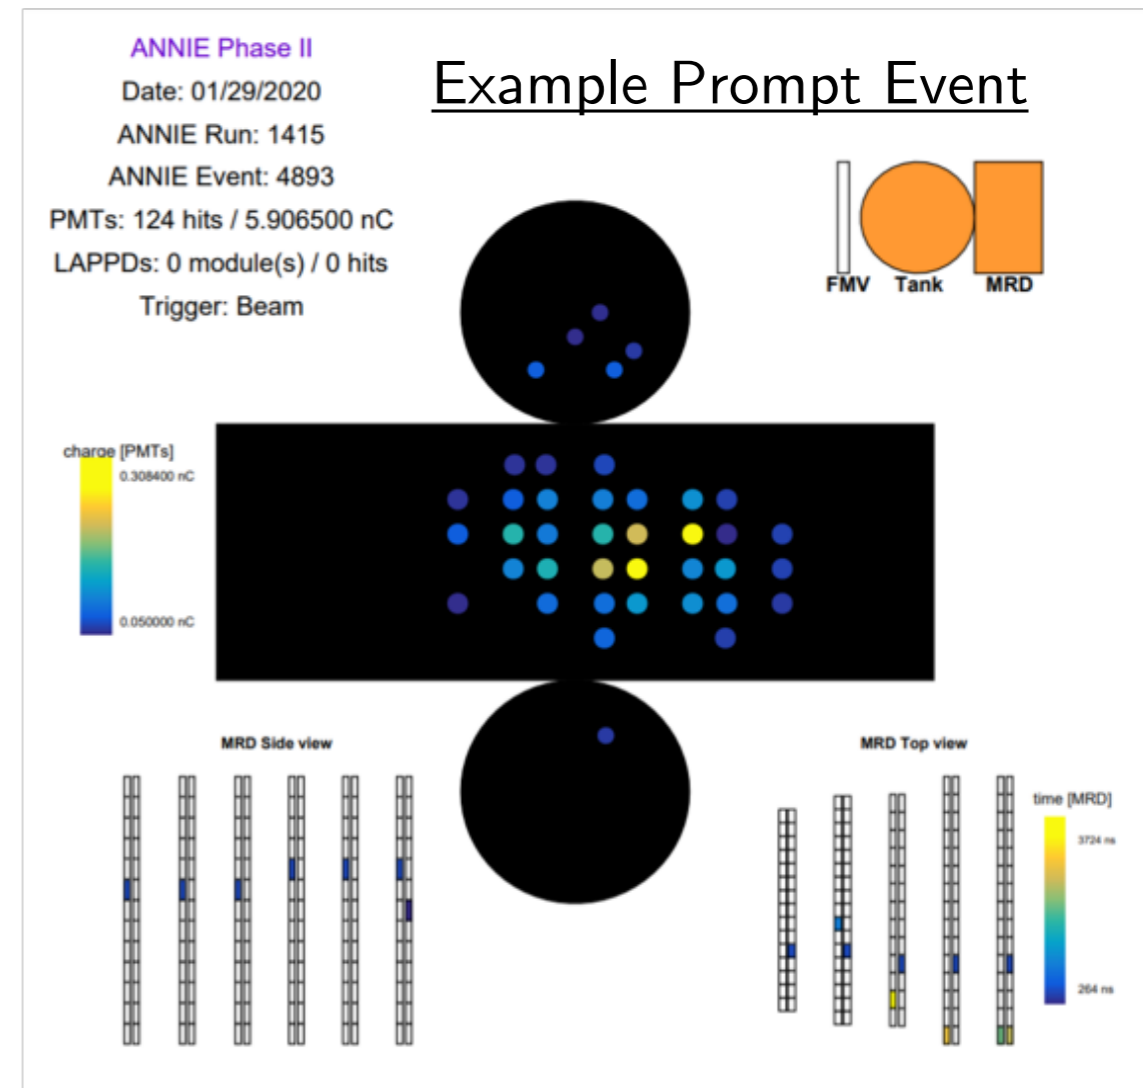 ANNIE Phase II
Date: 01/29/2020
ANNIE Run: 1415
ANNIE Event: 4893
PMTs: 124 hits / 5.906500 nC
LAPPDs: 0 module(s) / 0 hits
Trigger: Beam
Example Prompt Event
FMV Tank MRD
charge [PMTs]
0.308400 nC
0.050000 nC
MRD Side view
MRD Top view
time [MRD]
3724 ns
264 ns